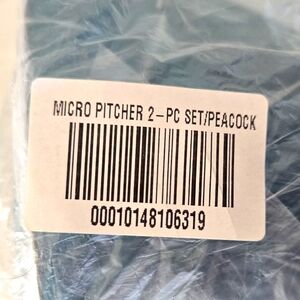 MICRO PITCHER 2-PC SET/PEACOCK
00010148106319